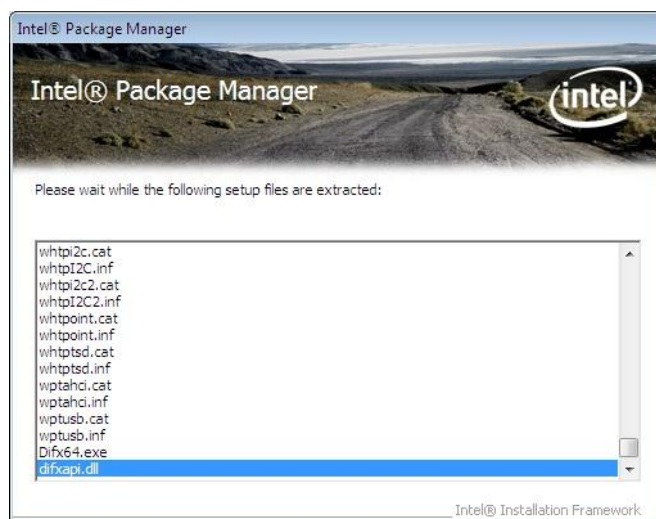 Intel® Package Manager
Intel® Package Manager
intel
Please wait while the following setup files are extracted:
whtpi2c.cat
whtpI2C.inf
whtpi2c2.cat
whtpI2C2.inf
whtpoint.cat
whtpoint.inf
whtptsd.cat
whtptsd.inf
wptahci.cat
wptahci.inf
wptusb.cat
wptusb.inf
Difx64.exe
difxapi.dll
Intel® Installation Framework